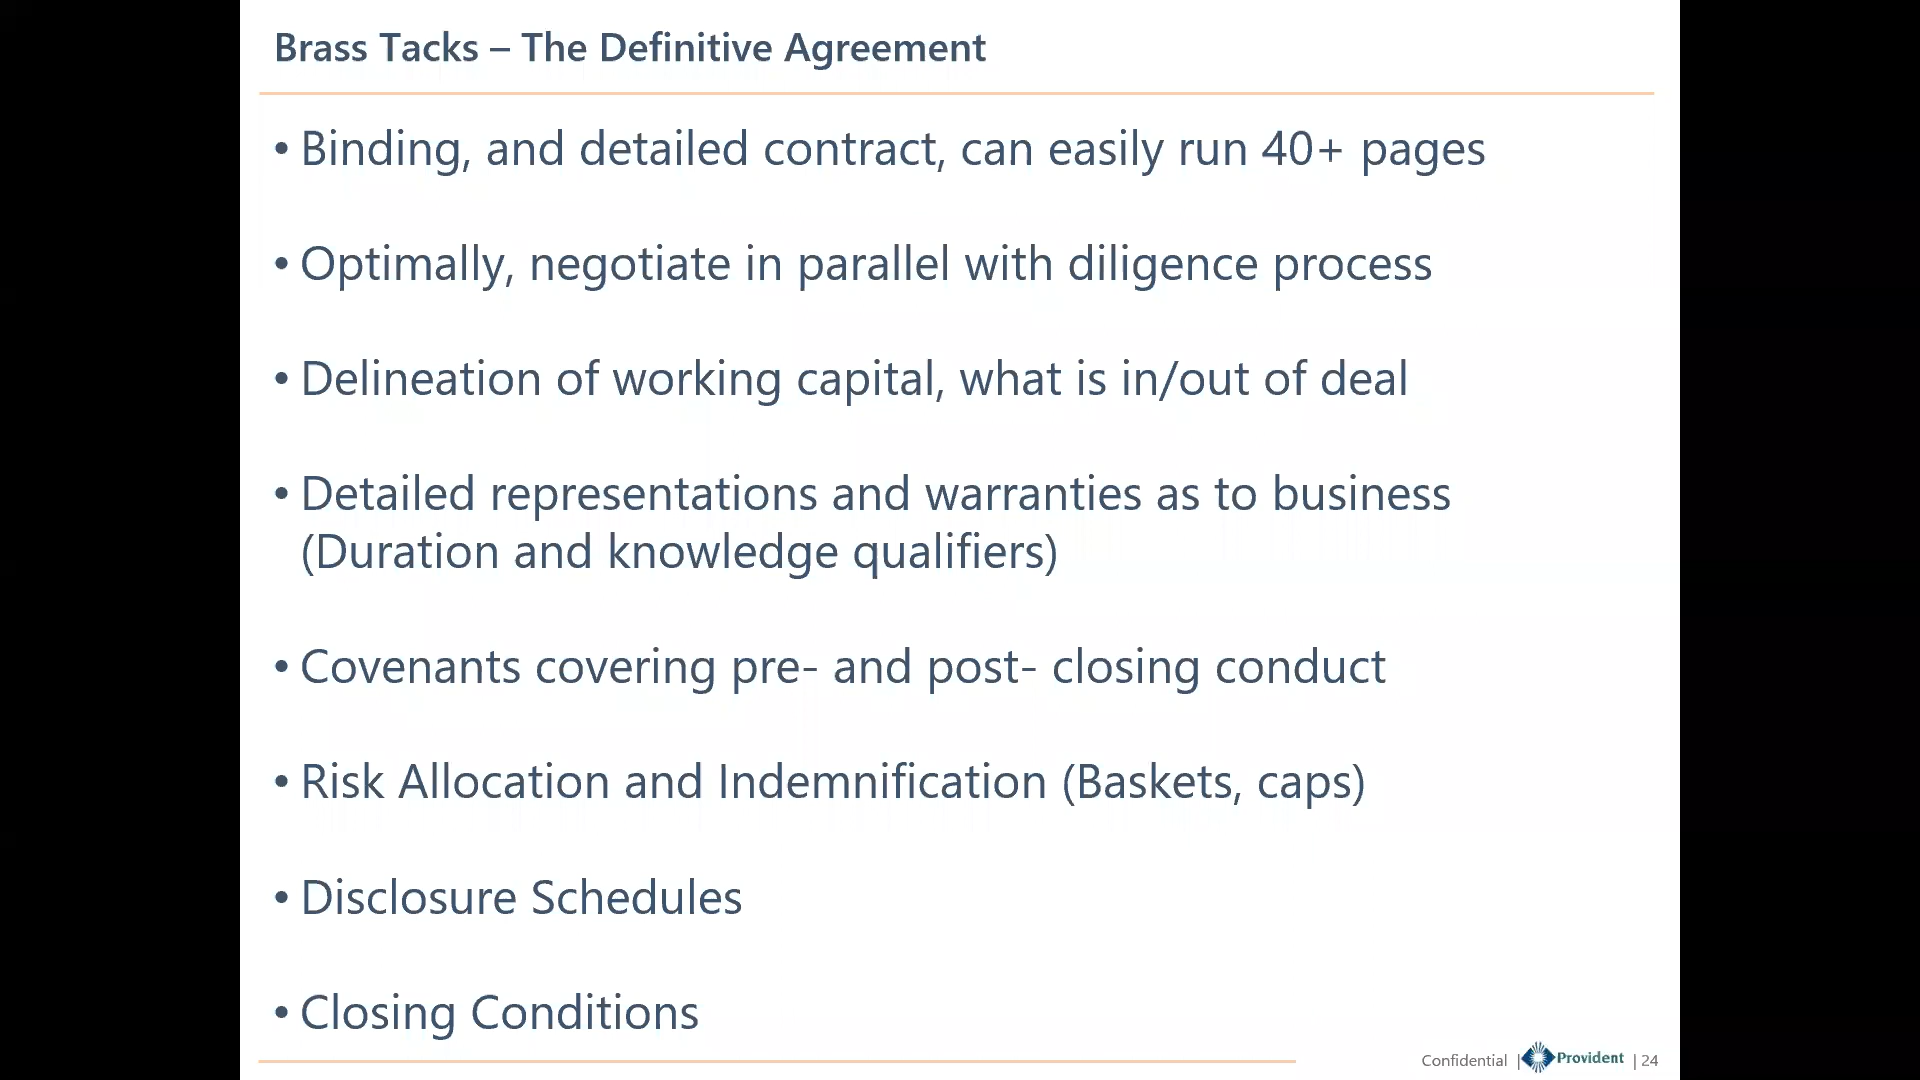 Brass Tacks – The Definitive Agreement
• Binding, and detailed contract, can easily run 40+ pages
• Optimally, negotiate in parallel with diligence process
• Delineation of working capital, what is in/out of deal
• Detailed representations and warranties as to business
(Duration and knowledge qualifiers)
• Covenants covering pre- and post- closing conduct
• Risk Allocation and Indemnification (Baskets, caps)
• Disclosure Schedules
• Closing Conditions
Confidential | Provident | 24